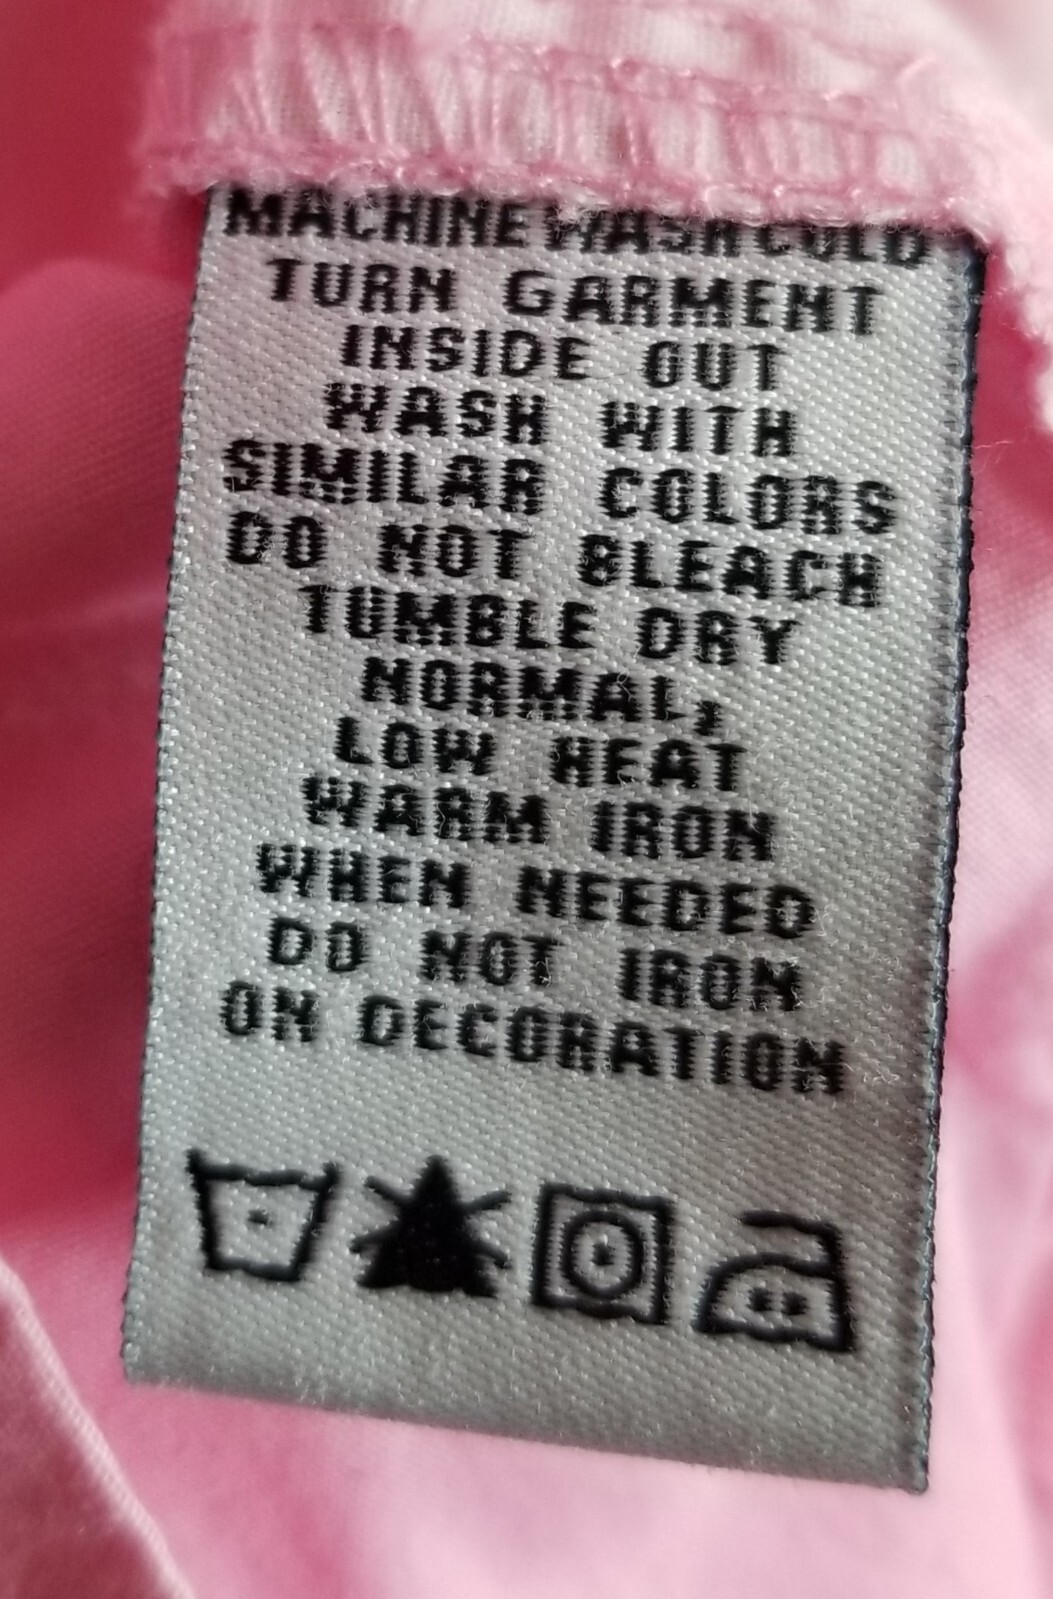 MACHINE WASH COLD
TURN GARMENT
INSIDE OUT
WASH WITH
SIMILAR COLORS
DO NOT BLEACH
TUMBLE DRY
NORMAL,
LOW HEAT
WARM IRON
WHEN NEEDED
DO NOT IRON
ON DECORATION